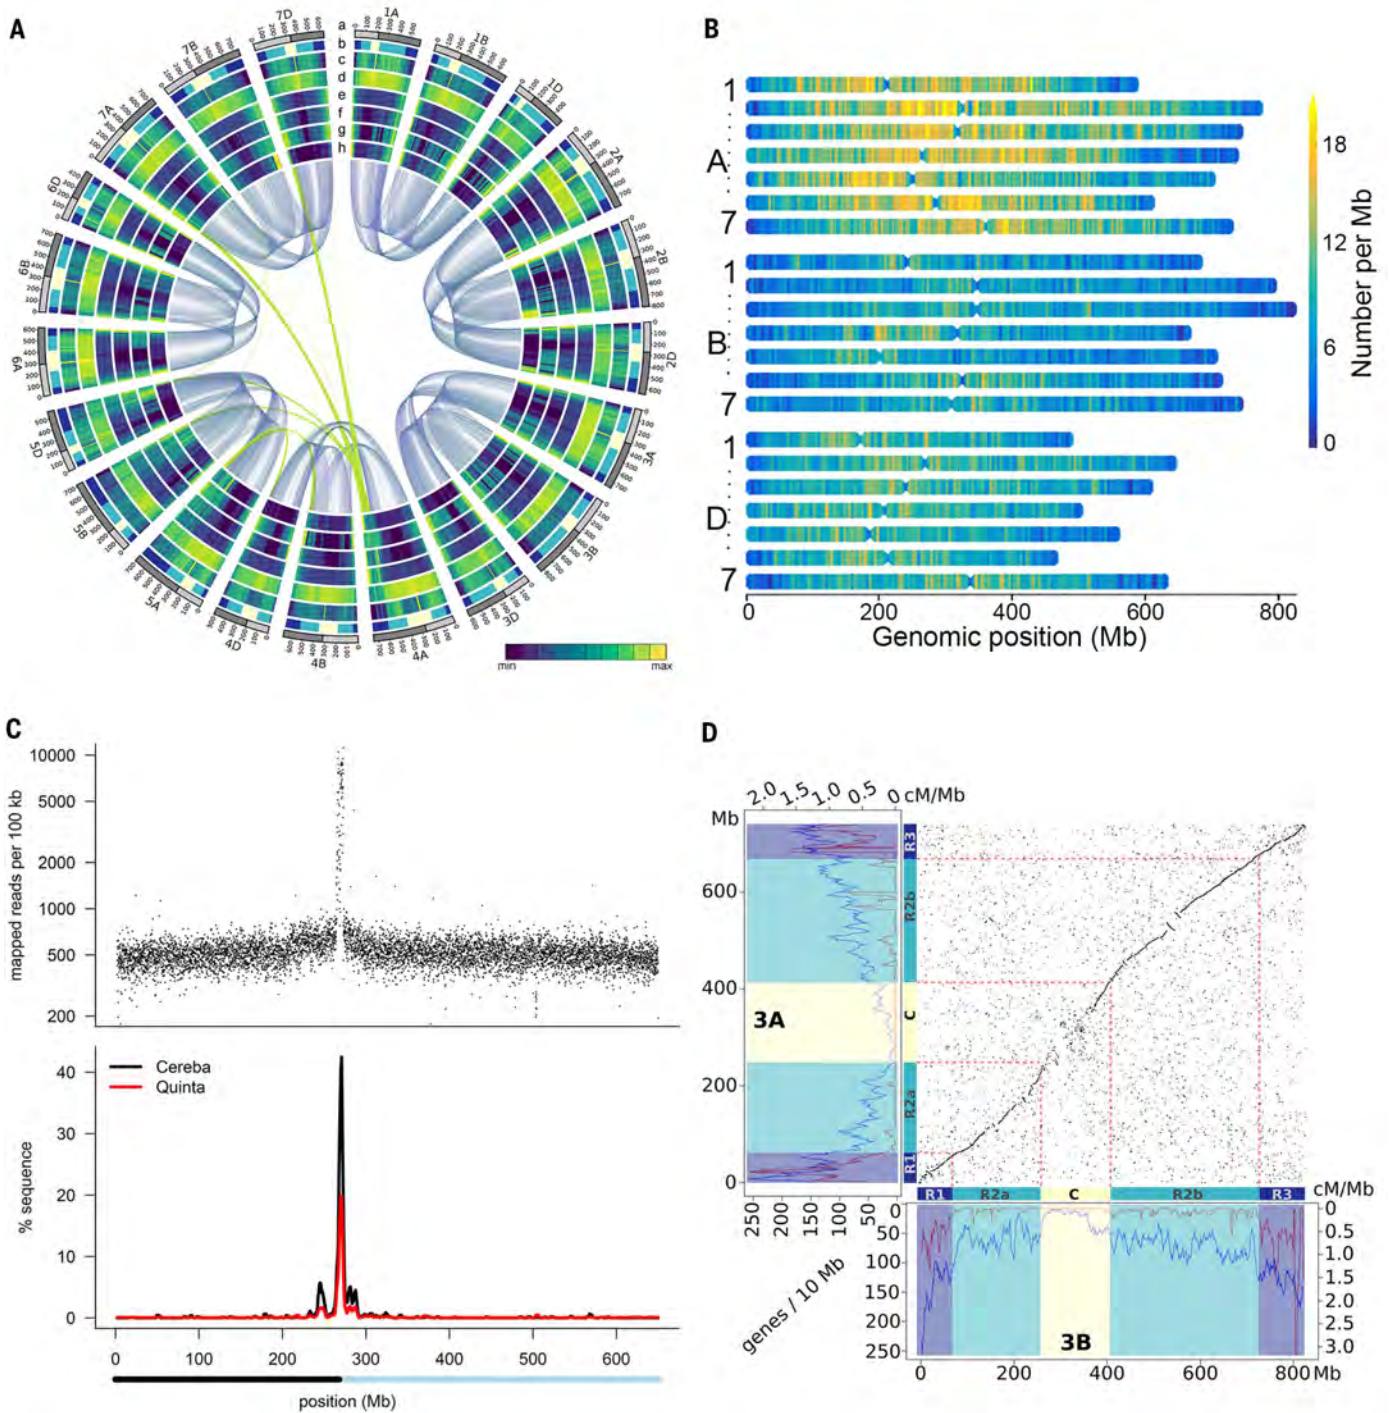 A
a
b
c
d
e
f
g
h
1A
1B
1D
2A
2B
2D
3A
3B
3D
4A
4B
4D
5A
5B
5D
6A
6B
6D
7A
7B
7D
min
max
B
1
A
7
1
B
7
1
D
7
0 200 400 600 800
Genomic position (Mb)
18
12
6
0
Number per Mb
C
10000
5000
2000
1000
500
200
mapped reads per 100 kb
Cereba
Quinta
40
30
20
10
0
% sequence
0 100 200 300 400 500 600
position (Mb)
D
2.0 1.5 1.0 0.5 0 cM/Mb
Mb
600
400
200
0
3A
R3
R2b
C
R2a
R1
250 200 150 100 50
genes / 10 Mb
R1 R2a C R2b R3 cM/Mb
0
50
100
150
200
250
3B
0
0.5
1.0
1.5
2.0
2.5
3.0
0 200 400 600 800 Mb